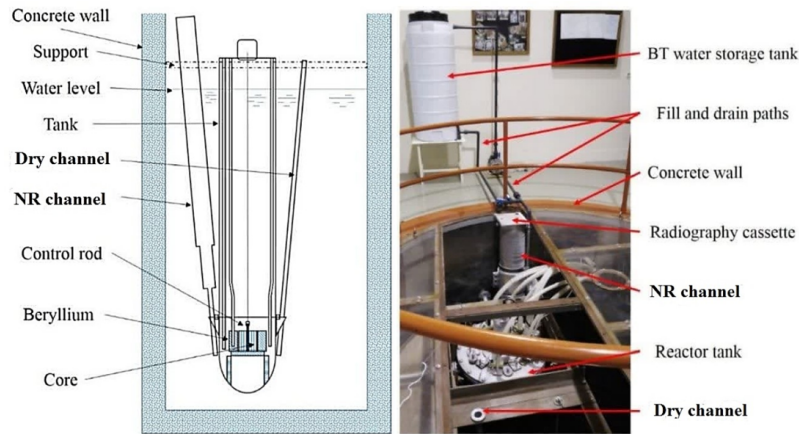 Concrete wall
Support
Water level
Tank
Dry channel
NR channel
Control rod
Beryllium
Core
BT water storage tank
Fill and drain paths
Concrete wall
Radiography cassette
NR channel
Reactor tank
Dry channel